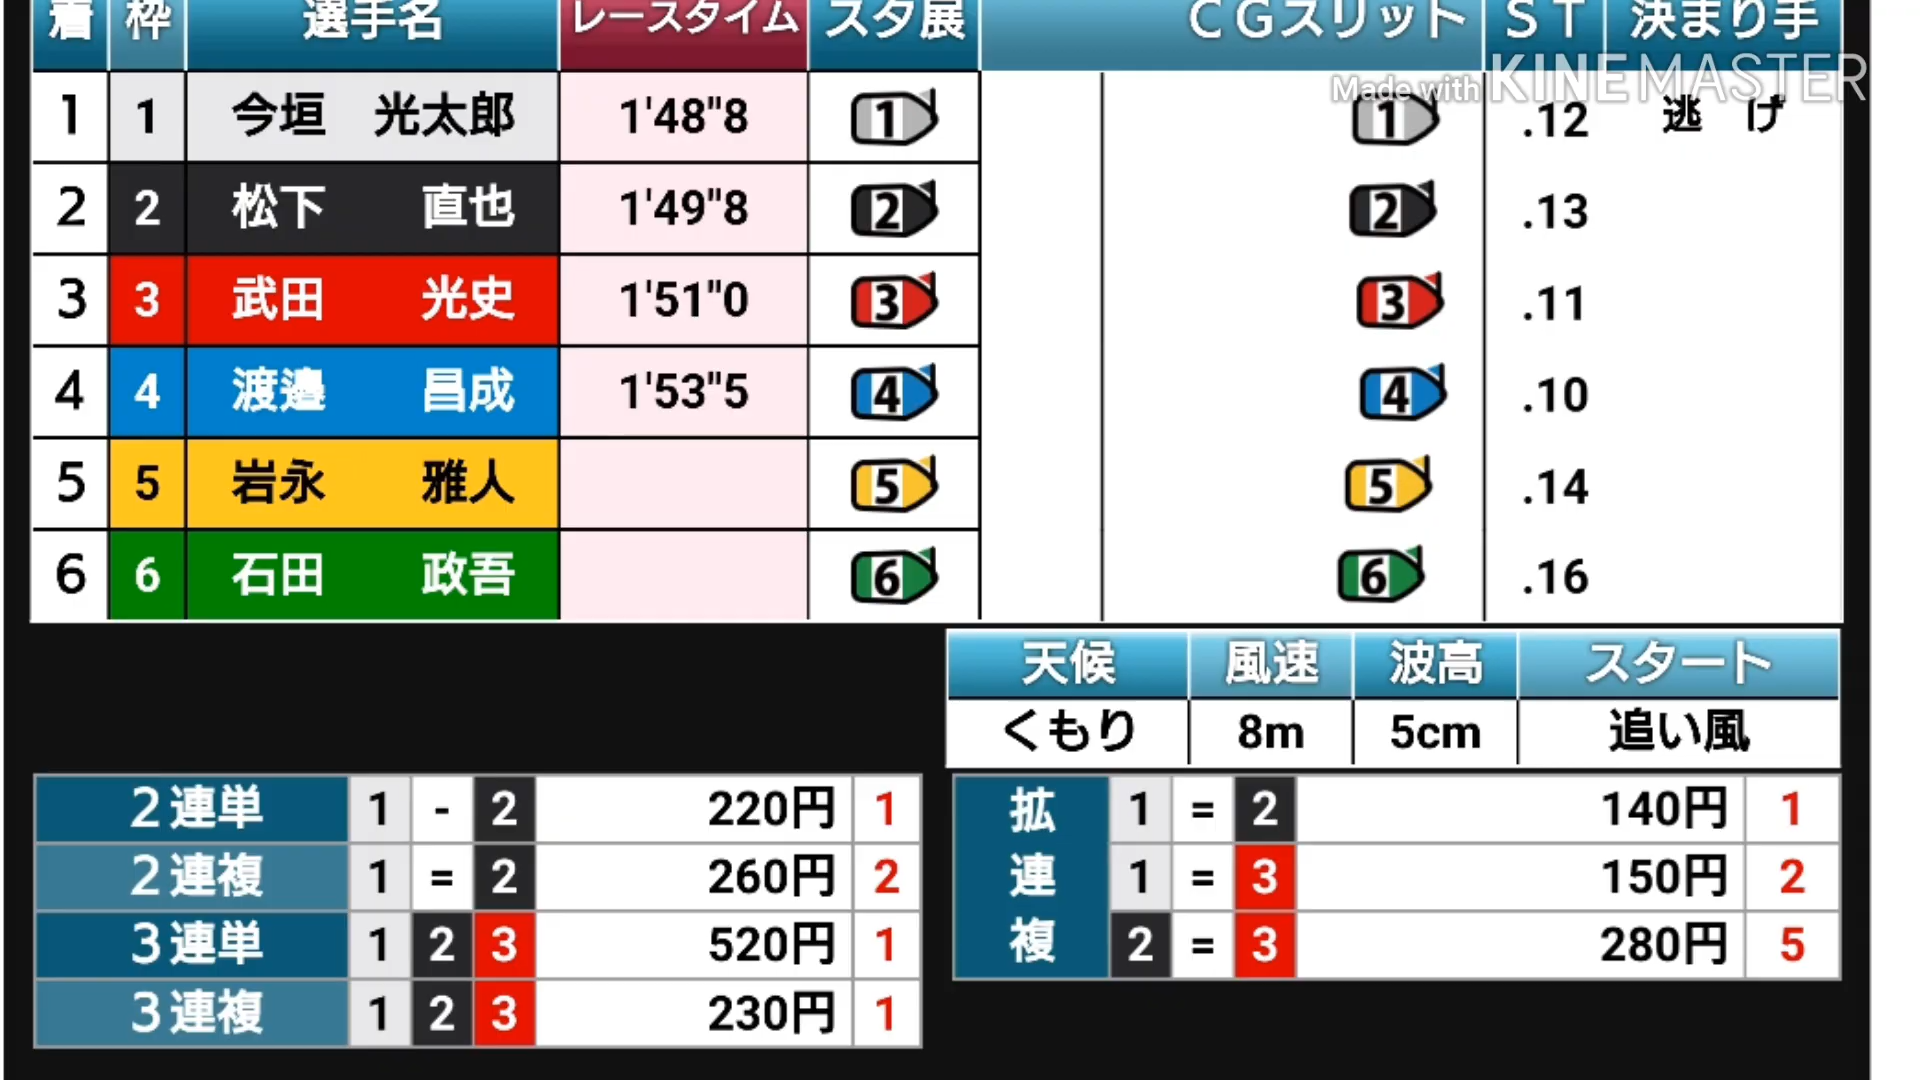 着 枠 選手名 レースタイム スタ展 ＣＧスリット ＳＴ 決まり手
Made with KINEMASTER
1 1 今垣 光太郎 1'48"8 1 1 .12 逃 げ
2 2 松下 直也 1'49"8 2 2 .13
3 3 武田 光史 1'51"0 3 3 .11
4 4 渡邉 昌成 1'53"5 4 4 .10
5 5 岩永 雅人 5 5 .14
6 6 石田 政吾 6 6 .16
天候 風速 波高 スタート
くもり 8m 5cm 追い風
２連単 1 - 2 220円 1
２連複 1 = 2 260円 2
３連単 1 2 3 520円 1
３連複 1 2 3 230円 1
拡連複
1 = 2 140円 1
1 = 3 150円 2
2 = 3 280円 5